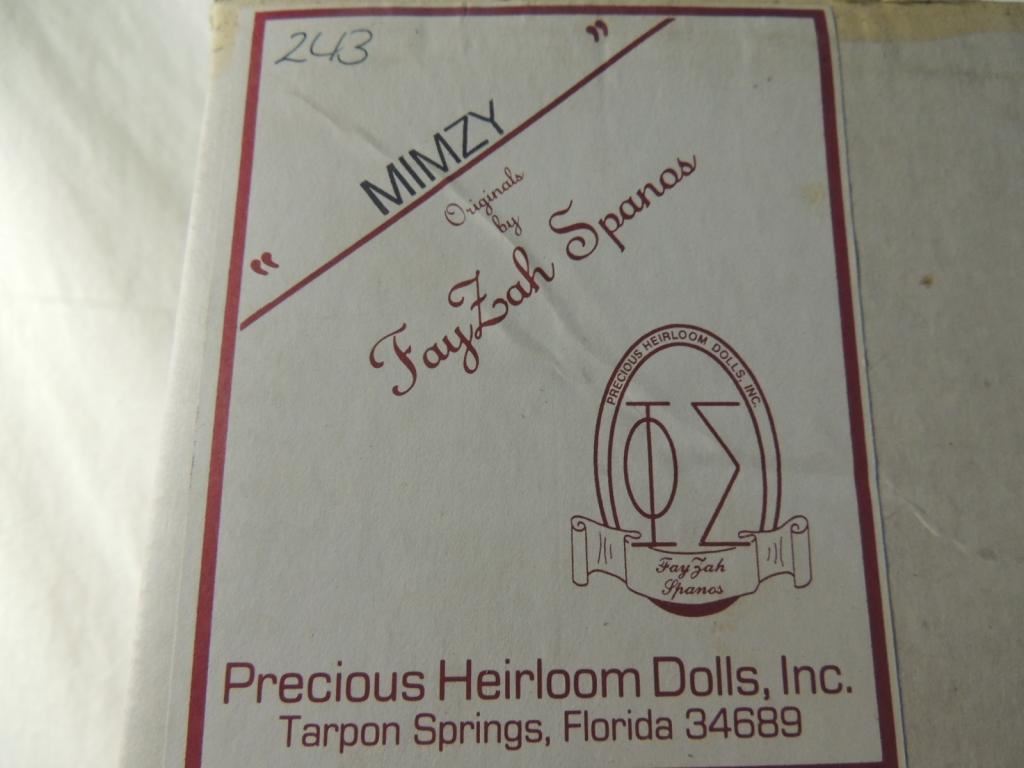 243
" MIMZY "
Originals
by
FayZah Spanos
PRECIOUS HEIRLOOM DOLLS, INC.
ΦΣ
FayZah
Spanos
Precious Heirloom Dolls, Inc.
Tarpon Springs, Florida 34689